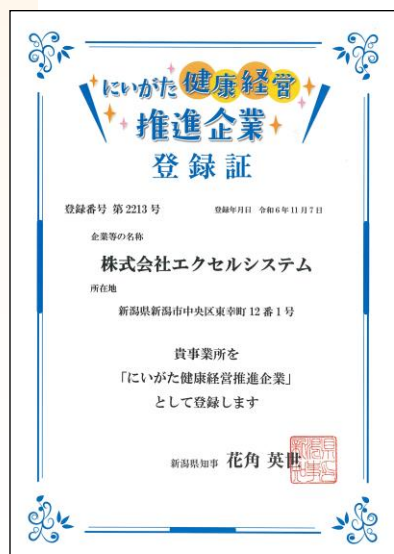 にいがた 健康経営
推進企業
登録証
登録番号 第2213号 登録年月日 令和6年11月7日
企業等の名称
株式会社エクセルシステム
所在地
新潟県新潟市中央区東幸町12番1号
貴事業所を
「にいがた健康経営推進企業」
として登録します
新潟県知事 花角 英世